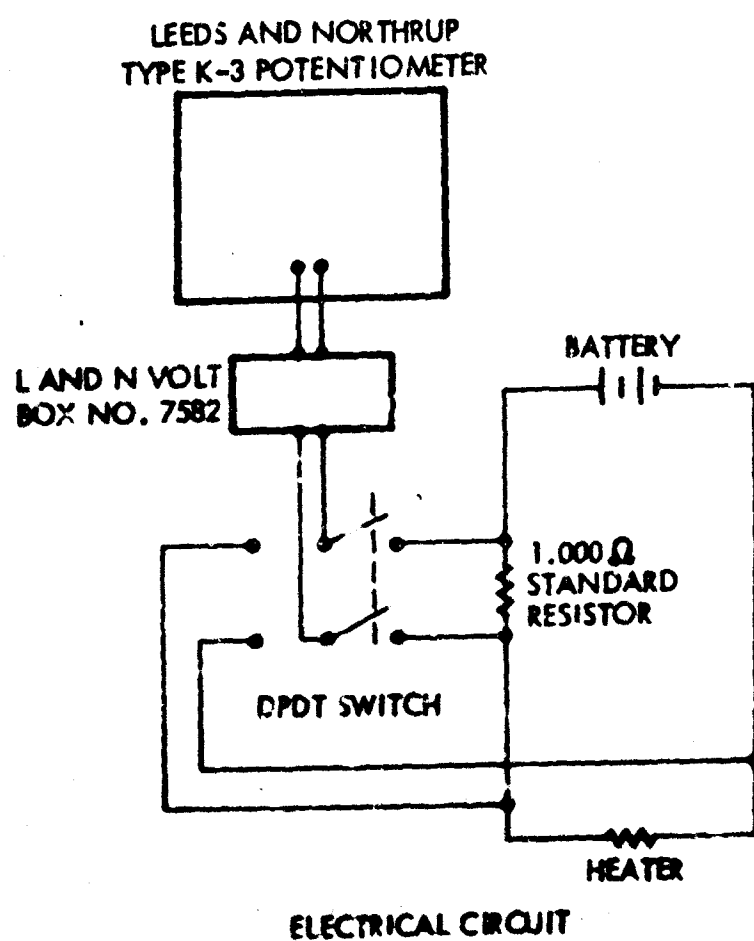 LEEDS AND NORTHRUP
TYPE K-3 POTENTIOMETER
L AND N VOLT
BOX NO. 7582
BATTERY
1.000 Ω
STANDARD
RESISTOR
DPDT SWITCH
HEATER
ELECTRICAL CIRCUIT